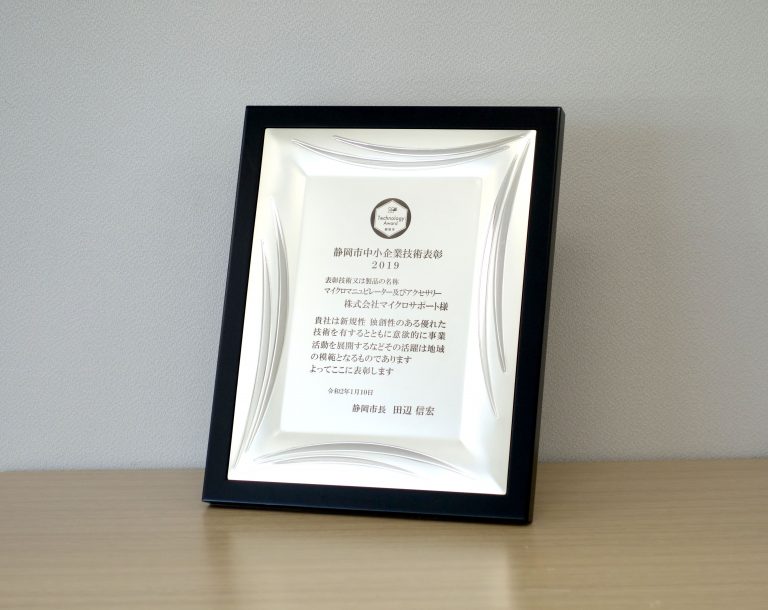 Technology
Award
静岡市
静岡市中小企業技術表彰
2019
表彰技術又は製品の名称
マイクロマニュピレーター及びアクセサリー
株式会社マイクロサポート様
貴社は新規性 独創性のある優れた
技術を有するとともに意欲的に事業
活動を展開するなどその活躍は地域
の模範となるものであります
よってここに表彰します
令和2年1月10日
静岡市長 田辺 信宏